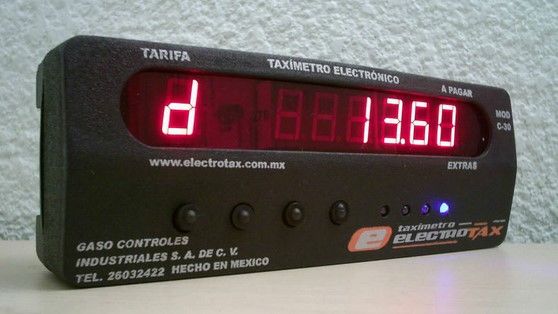 TARIFA
TAXÍMETRO ELECTRÓNICO
A PAGAR
d 13.60
MOD
C-30
www.electrotax.com.mx
EXTRAS
GASO CONTROLES
INDUSTRIALES S.A. DE C.V.
TEL. 26032422 HECHO EN MEXICO
e taxímetro
ELECTROTAX